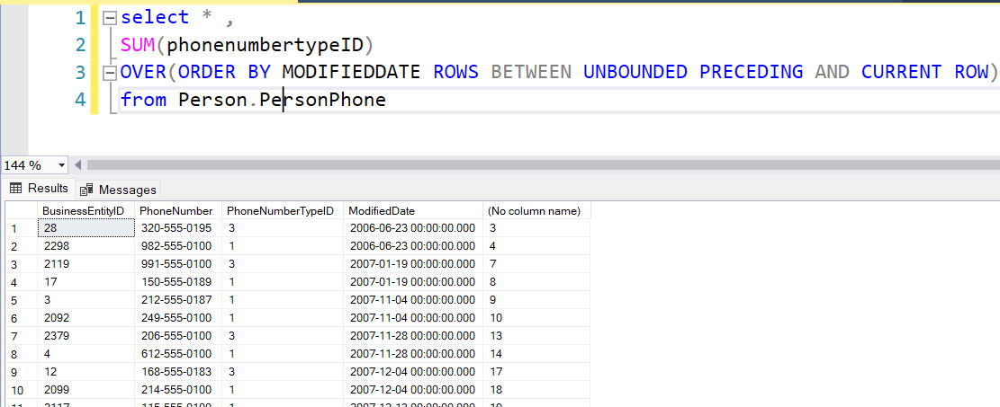 1 select * ,
2 SUM(phonenumbertypeID)
3 OVER(ORDER BY MODIFIEDDATE ROWS BETWEEN UNBOUNDED PRECEDING AND CURRENT ROW)
4 from Person.PersonPhone
144 %
Results Messages
BusinessEntityID PhoneNumber PhoneNumberTypeID ModifiedDate (No column name)
1 28 320-555-0195 3 2006-06-23 00:00:00.000 3
2 2298 982-555-0100 1 2006-06-23 00:00:00.000 4
3 2119 991-555-0100 3 2007-01-19 00:00:00.000 7
4 17 150-555-0189 1 2007-01-19 00:00:00.000 8
5 3 212-555-0187 1 2007-11-04 00:00:00.000 9
6 2092 249-555-0100 1 2007-11-04 00:00:00.000 10
7 2379 206-555-0100 3 2007-11-28 00:00:00.000 13
8 4 612-555-0100 1 2007-11-28 00:00:00.000 14
9 12 168-555-0183 3 2007-12-04 00:00:00.000 17
10 2099 214-555-0100 1 2007-12-04 00:00:00.000 18